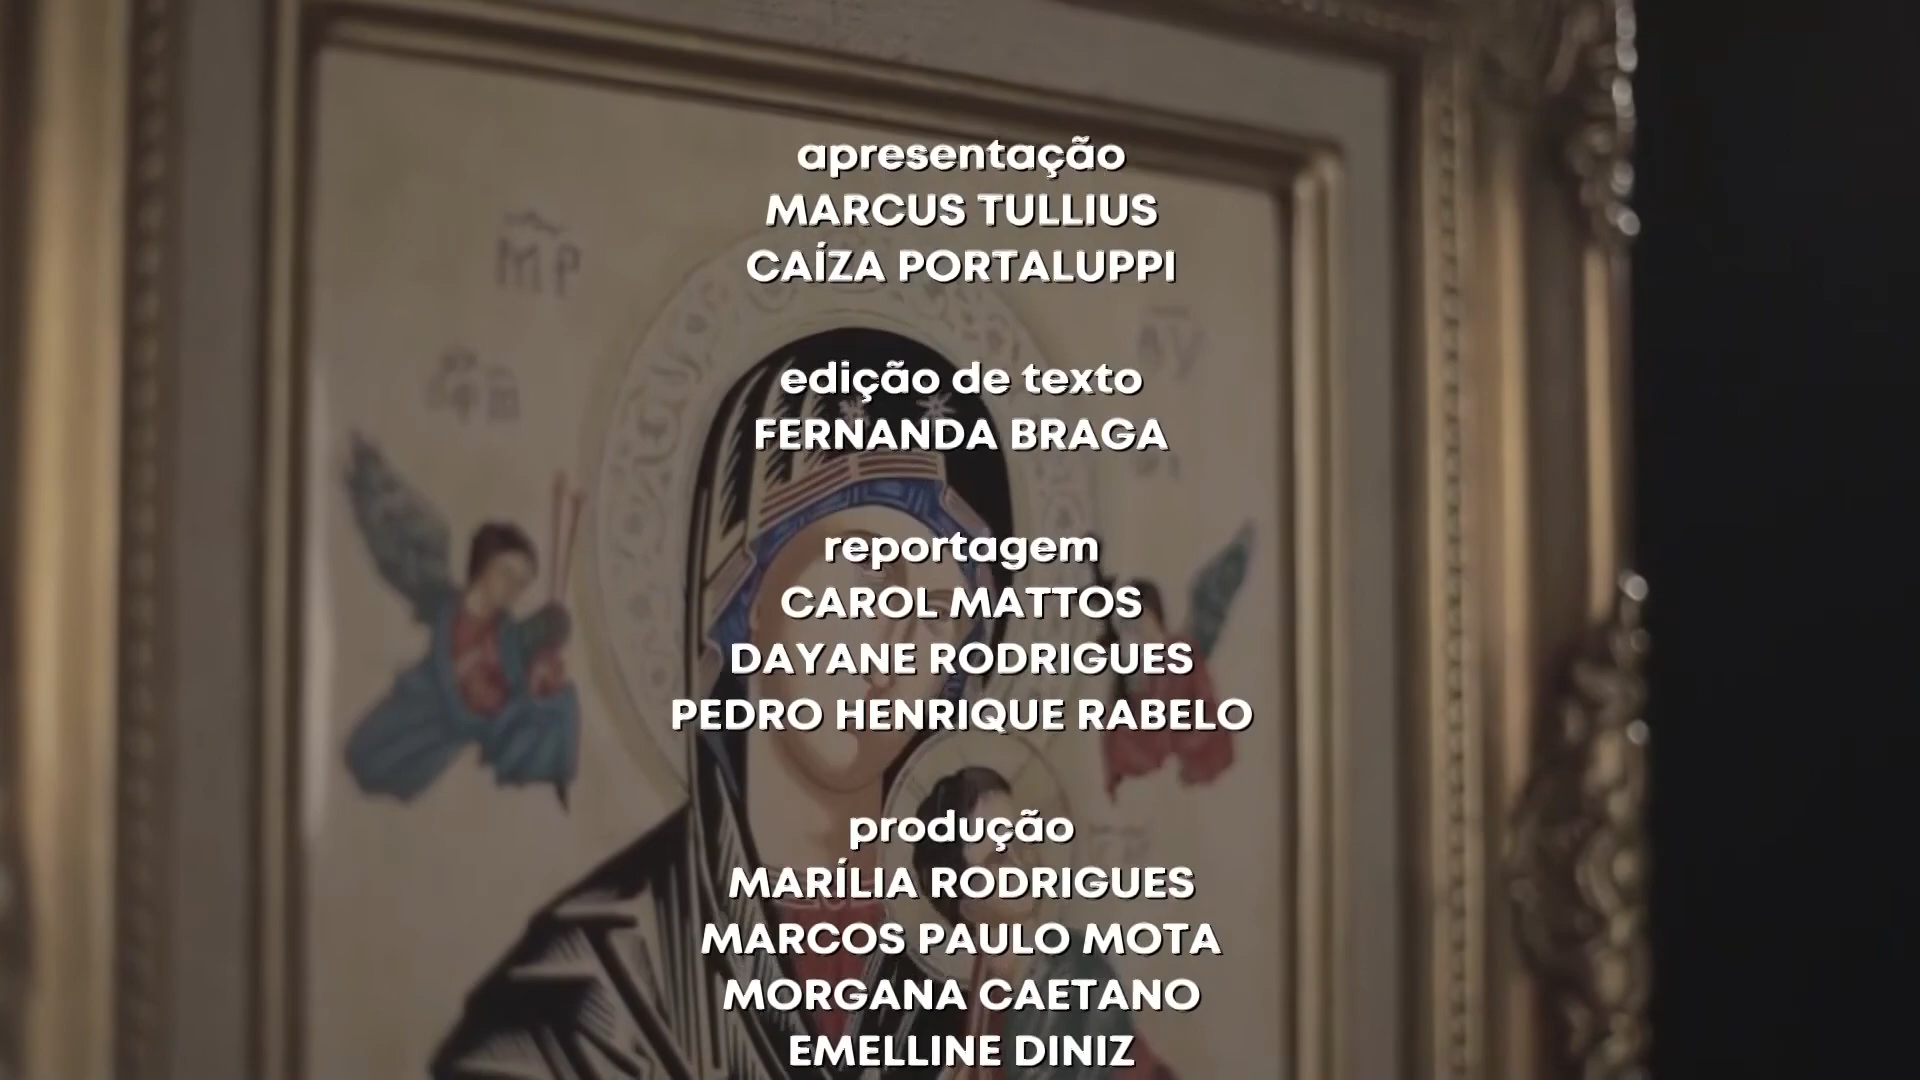 apresentação
MARCUS TULLIUS
CAÍZA PORTALUPPI
edição de texto
FERNANDA BRAGA
reportagem
CAROL MATTOS
DAYANE RODRIGUES
PEDRO HENRIQUE RABELO
produção
MARÍLIA RODRIGUES
MARCOS PAULO MOTA
MORGANA CAETANO
EMELLINE DINIZ